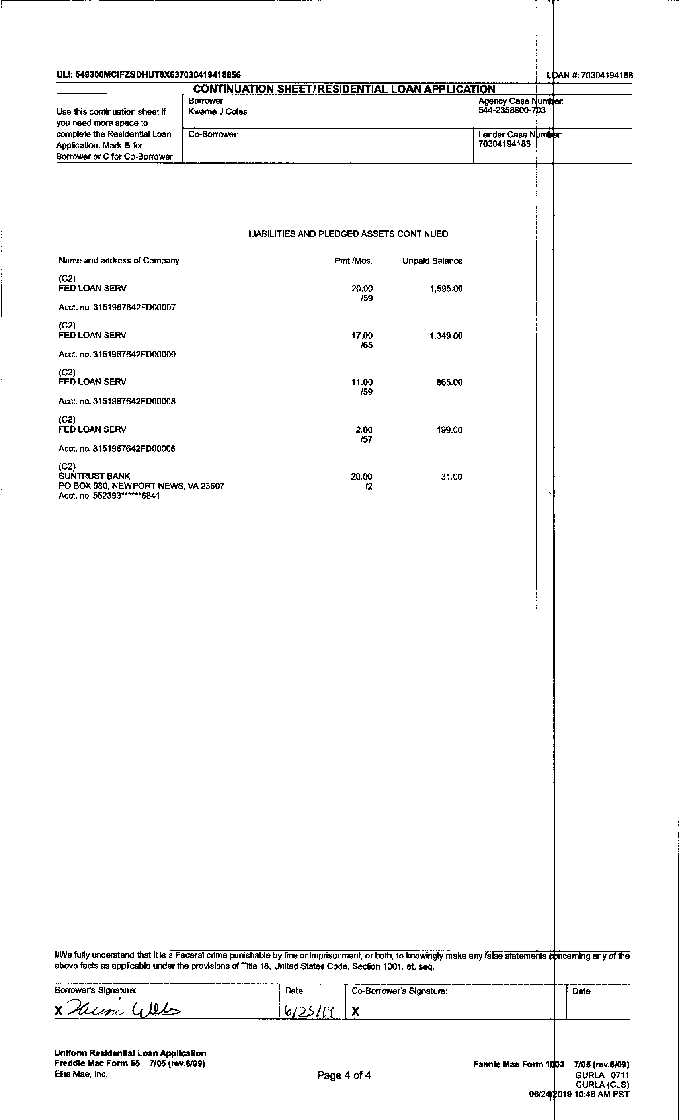 ULI: 549300MCIFZSDHUT8X63703041941​8856 LOAN #: 70304194188
CONTINUATION SHEET/RESIDENTIAL LOAN APPLICATION
Use this continuation sheet if you need more space to complete the Residential Loan Application. Mark B for Borrower or C for Co-Borrower
Borrower
Kwame J Coles
Agency Case Number
544-2358800-703
Co-Borrower
Lender Case Number
70304194188
LIABILITIES AND PLEDGED ASSETS CONTINUED
Name and address of Company Pmt /Mos. Unpaid Balance
(C2)
FED LOAN SERV 20.00 1,595.00
/59
Acct. no. 3151967642FD00007
(C2)
FED LOAN SERV 17.00 1,349.00
/65
Acct. no. 3151967642FD00009
(C2)
FED LOAN SERV 11.00 865.00
/59
Acct. no. 3151967642FD00008
(C2)
FED LOAN SERV 2.00 199.00
/57
Acct. no. 3151967642FD00006
(C2)
SUNTRUST BANK 20.00 31.00
PO BOX 580, NEWPORT NEWS, VA 23607 /2
Acct. no. 552393******6841
I/We fully understand that it is a Federal crime punishable by fine or imprisonment, or both, to knowingly make any false statements concerning any of the
above facts as applicable under the provisions of Title 18, United States Code, Section 1001, et. seq.
Borrower's Signature: Date Co-Borrower's Signature: Date
X 6/25/19 X
Uniform Residential Loan Application
Freddie Mac Form 65 7/05 (rev.6/09) Fannie Mae Form 1003 7/05 (rev.6/09)
Ellie Mae, Inc. Page 4 of 4 GURLA 0711
GURLA (CLS)
06/24/2019 10:48 AM PST